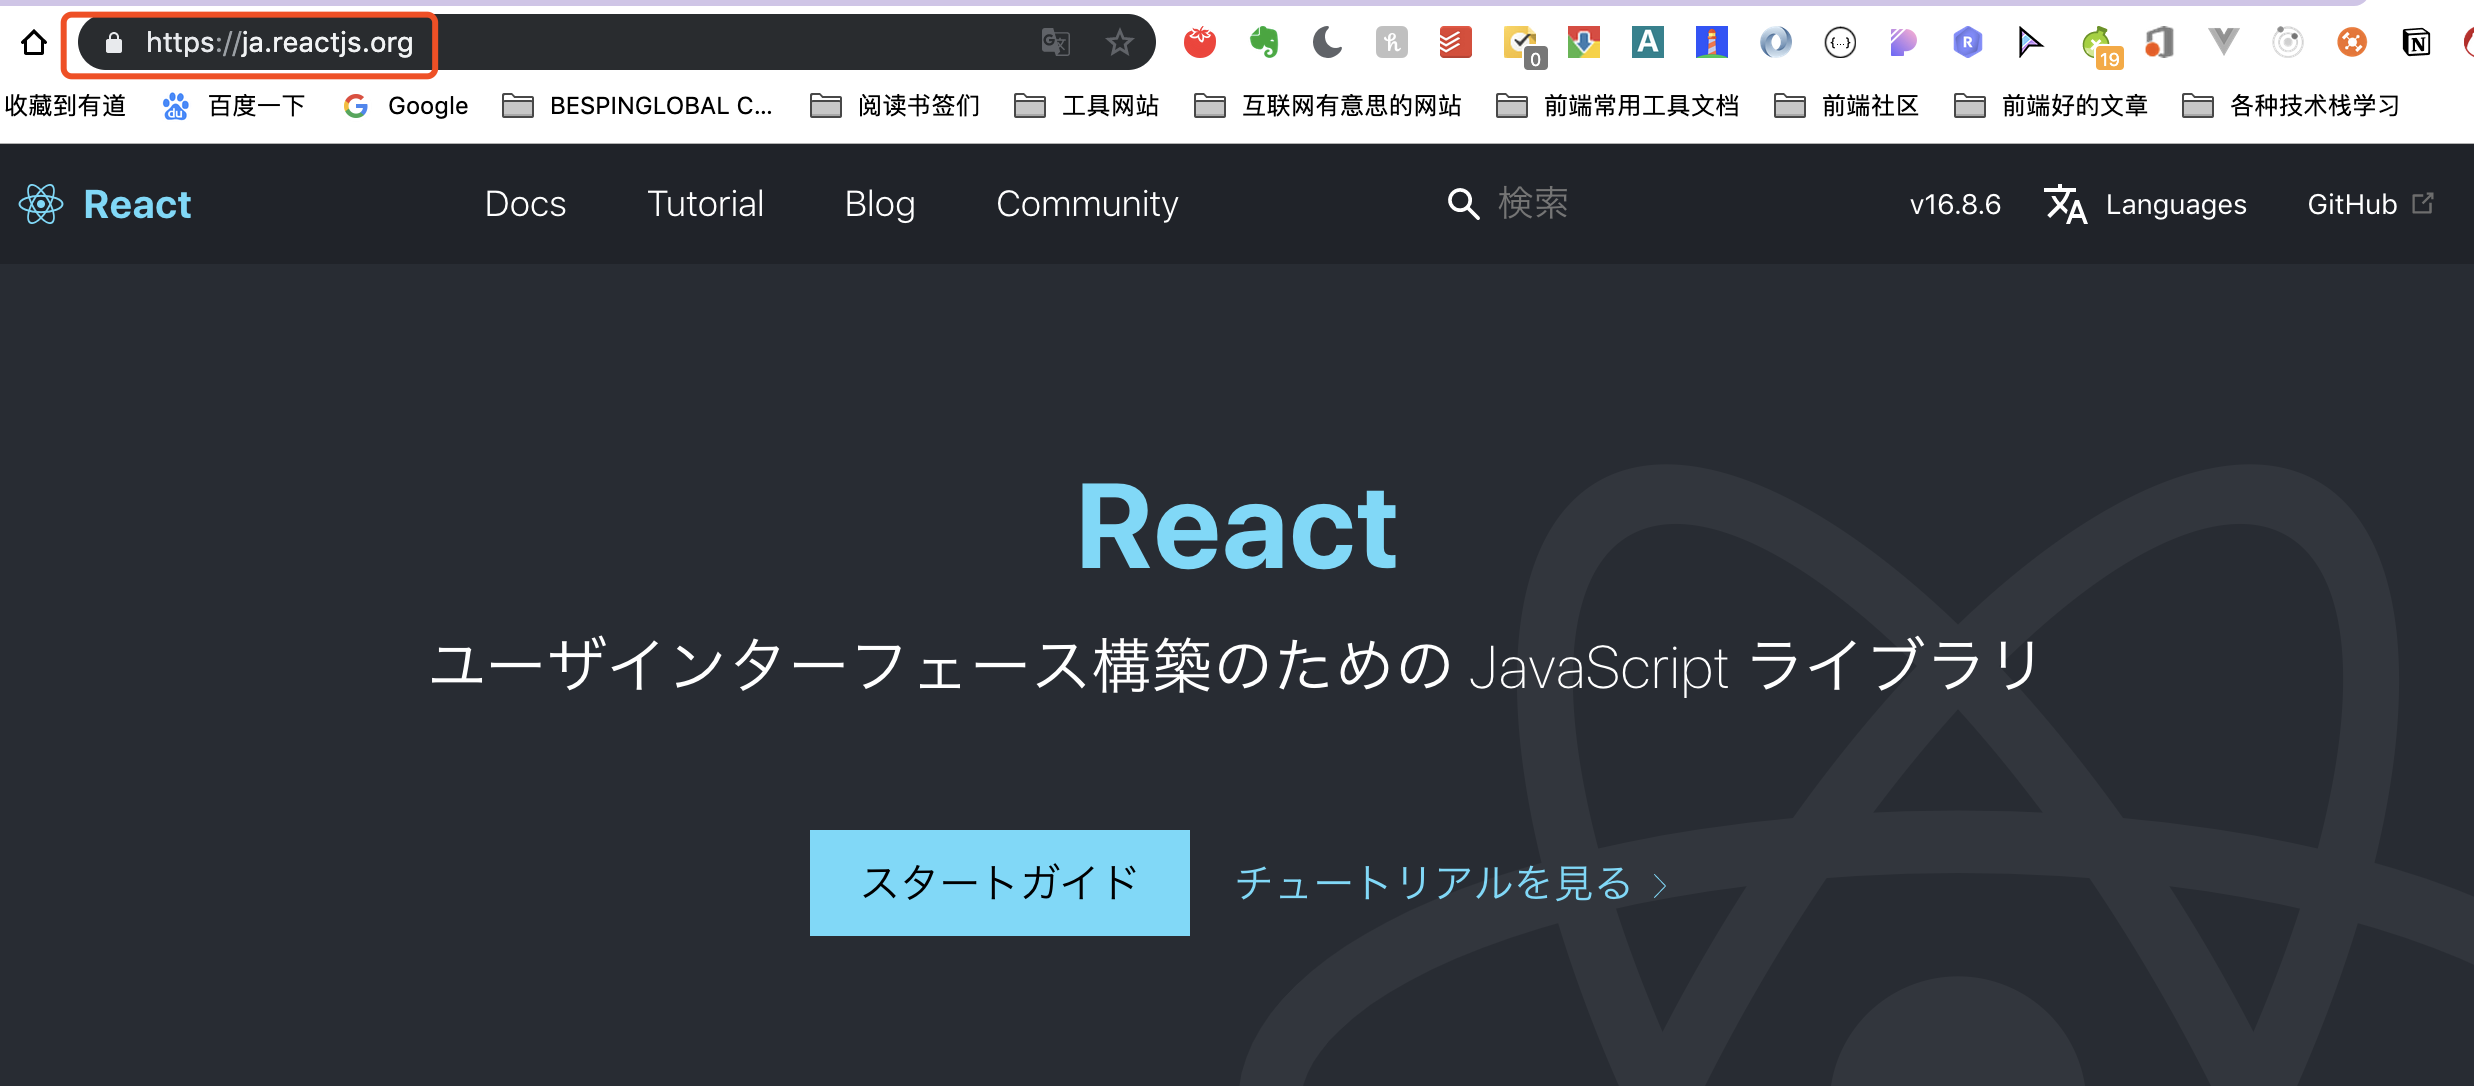 https://ja.reactjs.org
0
A
{...}
R
19
N
收藏到有道 百度一下 Google BESPINGLOBAL C... 阅读书签们 工具网站 互联网有意思的网站 前端常用工具文档 前端社区 前端好的文章 各种技术栈学习
React Docs Tutorial Blog Community 検索 v16.8.6 Languages GitHub
React
ユーザインターフェース構築のための JavaScript ライブラリ
スタートガイド チュートリアルを見る >